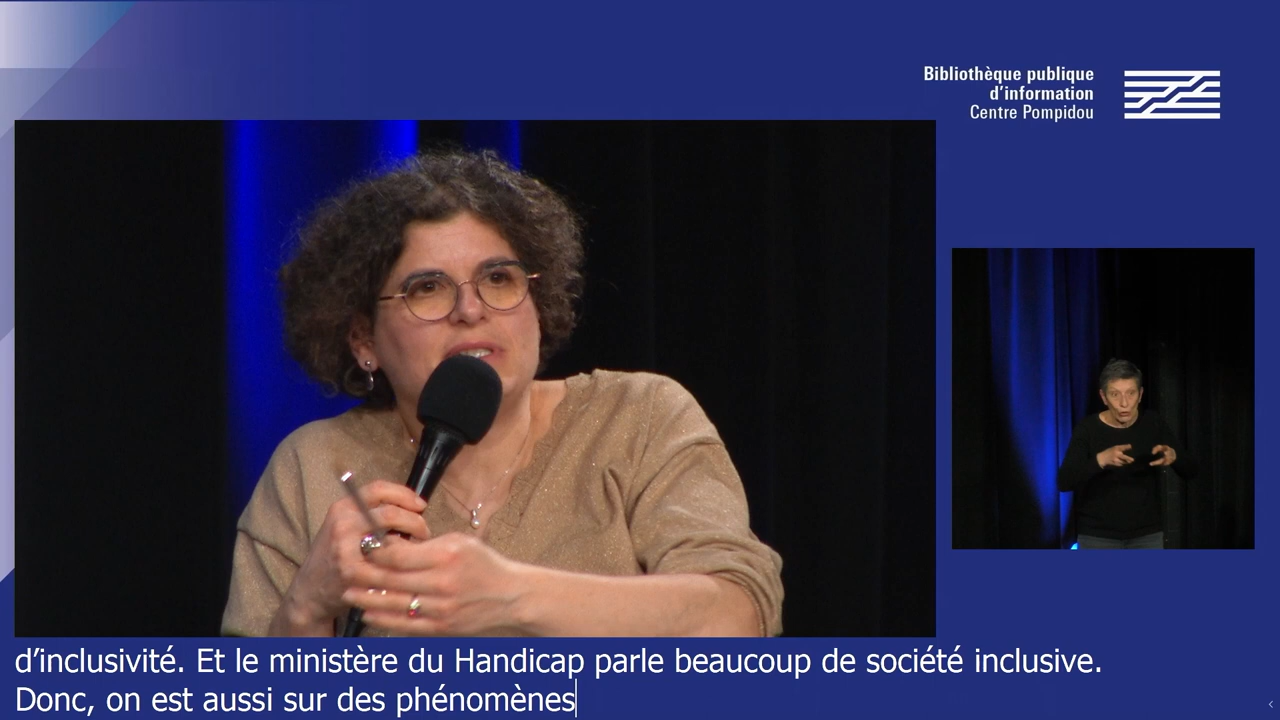 Bibliothèque publique
d’information
Centre Pompidou
d’inclusivité. Et le ministère du Handicap parle beaucoup de société inclusive.
Donc, on est aussi sur des phénomènes